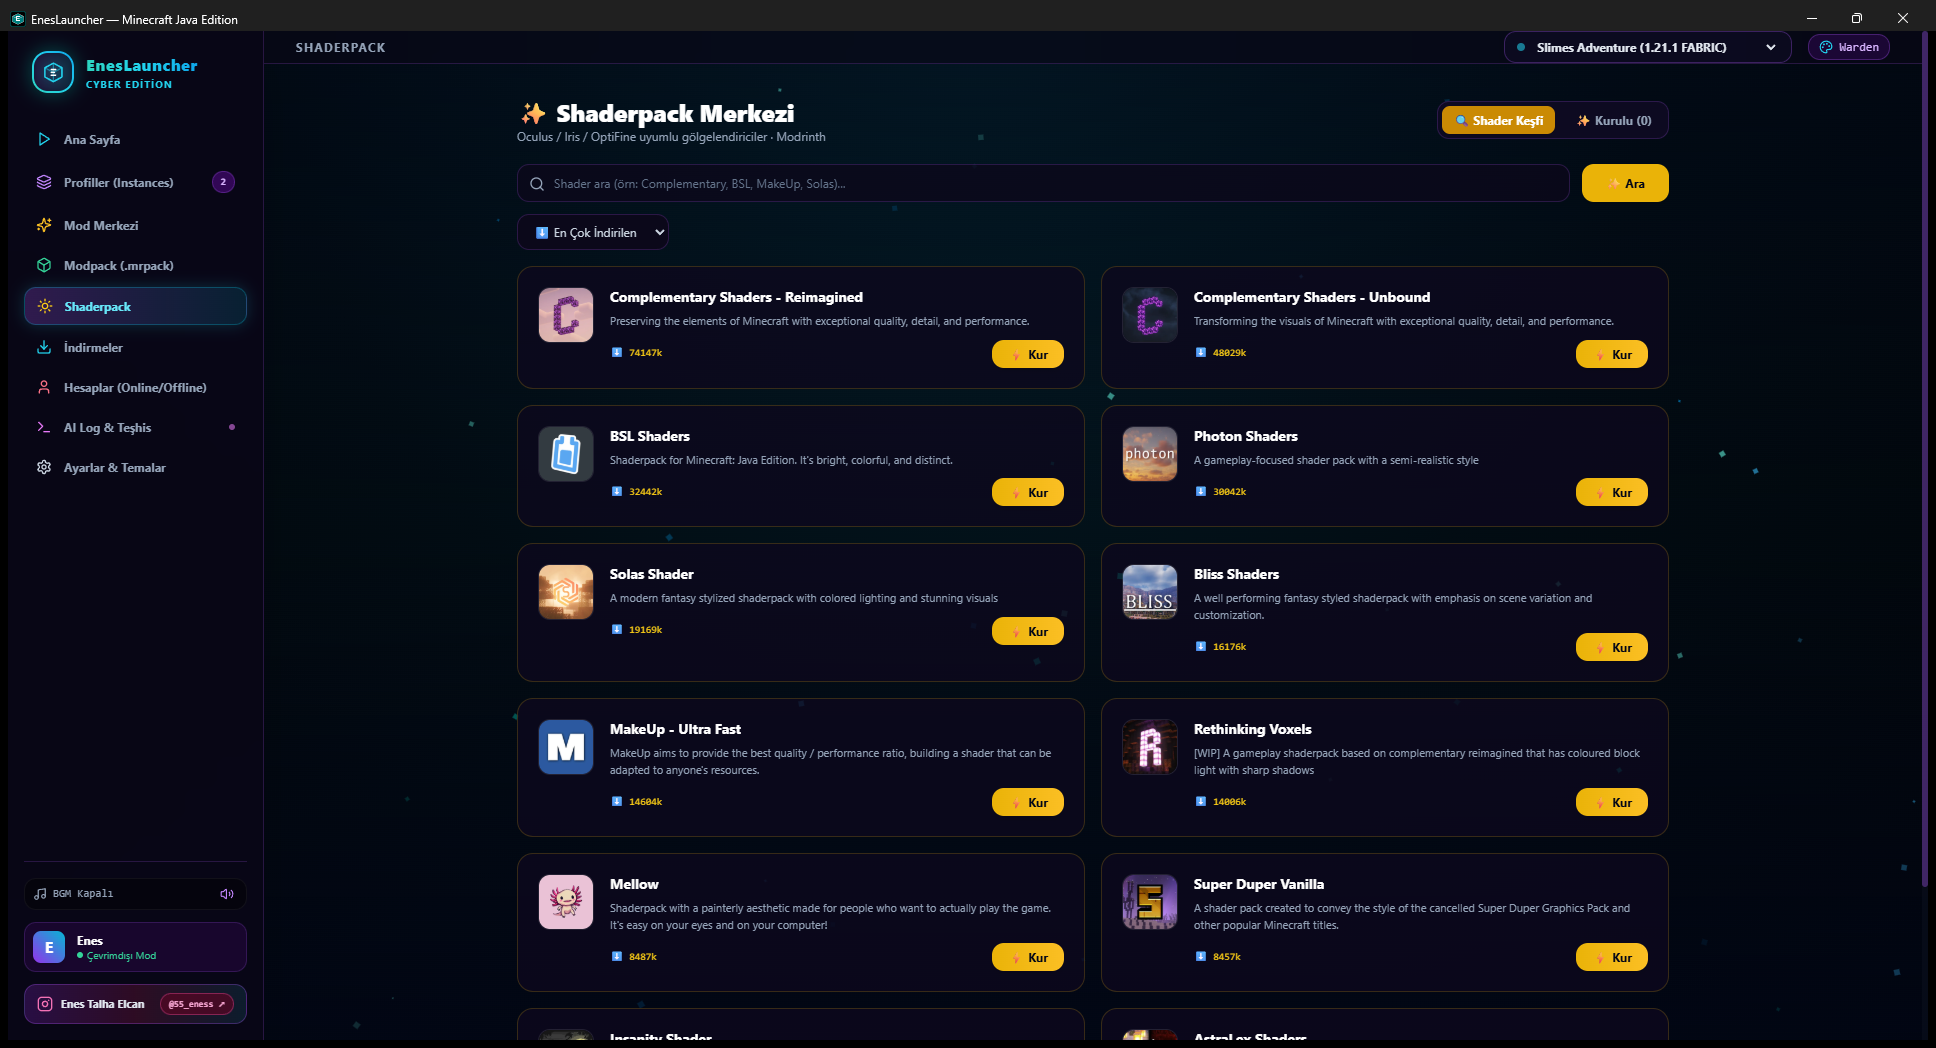 EnesLauncher — Minecraft Java Edition
EnesLauncher
CYBER EDİTİON
Ana Sayfa
Profiller (Instances)
2
Mod Merkezi
Modpack (.mrpack)
Shaderpack
İndirmeler
Hesaplar (Online/Offline)
AI Log & Teşhis
Ayarlar & Temalar
BGM Kapalı
E
Enes
Çevrimdışı Mod
Enes Talha Elcan
@55_eness ↗
SHADERPACK
Slimes Adventure (1.21.1 FABRIC)
Warden
✨ Shaderpack Merkezi
Oculus / Iris / OptiFine uyumlu gölgelendiriciler · Modrinth
🔍 Shader Keşfi
✨ Kurulu (0)
Shader ara (örn: Complementary, BSL, MakeUp, Solas)...
✨ Ara
⬇️ En Çok İndirilen
Complementary Shaders - Reimagined
Preserving the elements of Minecraft with exceptional quality, detail, and performance.
⬇️ 74147k
Kur
Complementary Shaders - Unbound
Transforming the visuals of Minecraft with exceptional quality, detail, and performance.
⬇️ 48029k
Kur
BSL Shaders
Shaderpack for Minecraft: Java Edition. It's bright, colorful, and distinct.
⬇️ 32442k
Kur
photon
Photon Shaders
A gameplay-focused shader pack with a semi-realistic style
⬇️ 30042k
Kur
Solas Shader
A modern fantasy stylized shaderpack with colored lighting and stunning visuals
⬇️ 19169k
Kur
BLISS
Bliss Shaders
A well performing fantasy styled shaderpack with emphasis on scene variation and
customization.
⬇️ 16176k
Kur
M
MakeUp - Ultra Fast
MakeUp aims to provide the best quality / performance ratio, building a shader that can be
adapted to anyone's resources.
⬇️ 14604k
Kur
R
Rethinking Voxels
[WIP] A gameplay shaderpack based on complementary reimagined that has coloured block
light with sharp shadows
⬇️ 14006k
Kur
Mellow
Shaderpack with a painterly aesthetic made for people who want to actually play the game.
It's easy on your eyes and on your computer!
⬇️ 8487k
Kur
S
Super Duper Vanilla
A shader pack created to convey the style of the cancelled Super Duper Graphics Pack and
other popular Minecraft titles.
⬇️ 8457k
Kur
Insanity Shader
AstraLex Shaders